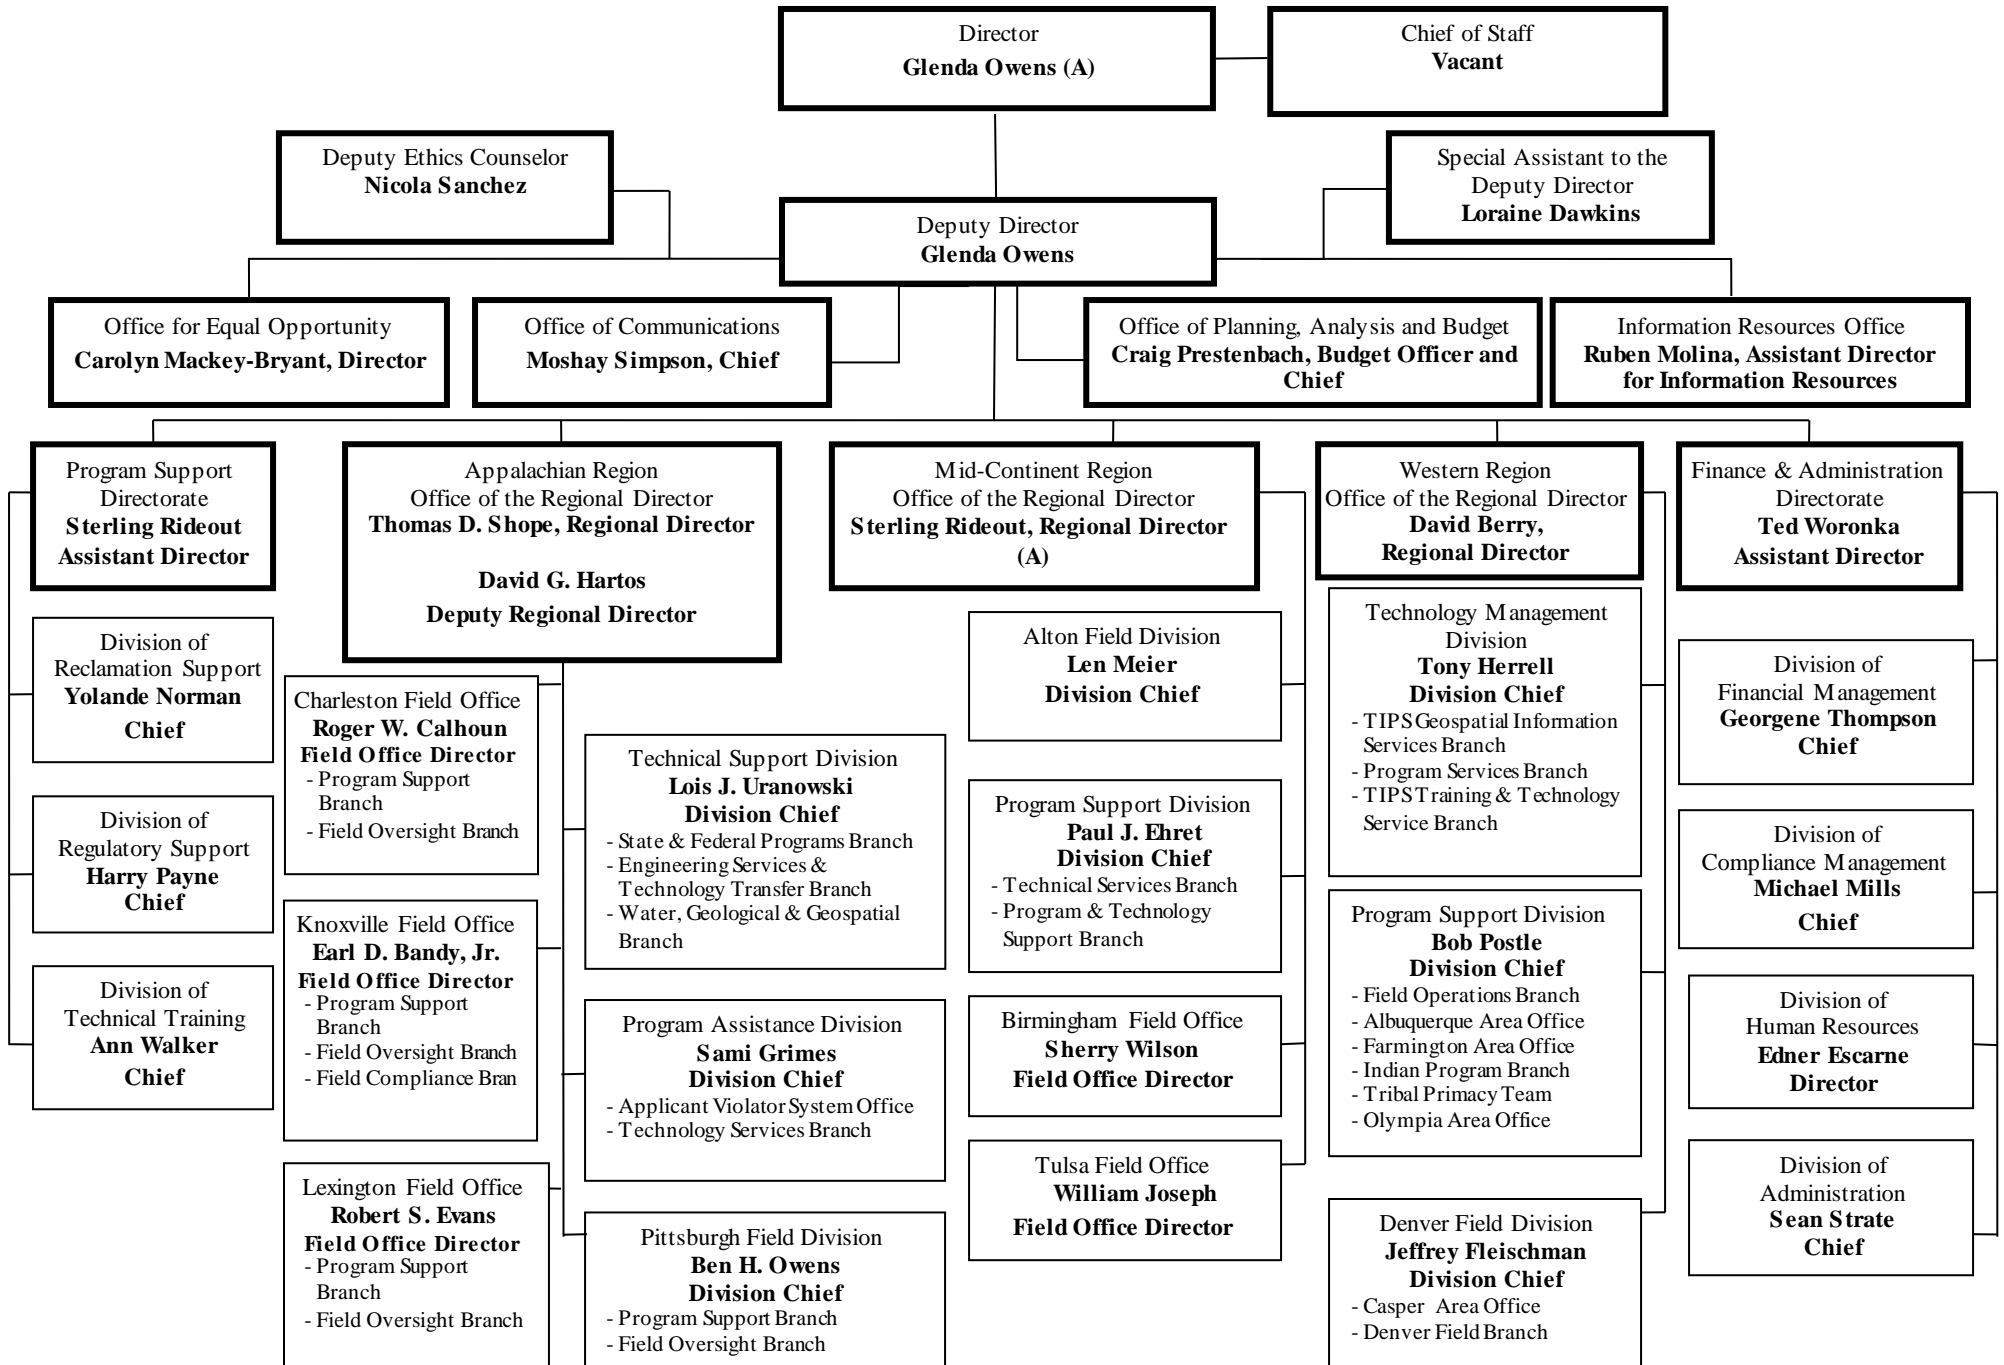 Director
Glenda Owens (A)
Chief of Staff
Vacant
Deputy Ethics Counselor
Nicola Sanchez
Special Assistant to the
Deputy Director
Loraine Dawkins
Deputy Director
Glenda Owens
Office for Equal Opportunity
Carolyn Mackey-Bryant, Director
Office of Communications
Moshay Simpson, Chief
Office of Planning, Analysis and Budget
Craig Prestenbach, Budget Officer and
Chief
Information Resources Office
Ruben Molina, Assistant Director
for Information Resources
Program Support
Directorate
Sterling Rideout
Assistant Director
Appalachian Region
Office of the Regional Director
Thomas D. Shope, Regional Director
David G. Hartos
Deputy Regional Director
Mid-Continent Region
Office of the Regional Director
Sterling Rideout, Regional Director
(A)
Western Region
Office of the Regional Director
David Berry,
Regional Director
Finance & Administration
Directorate
Ted Woronka
Assistant Director
Division of
Reclamation Support
Yolande Norman
Chief
Division of
Regulatory Support
Harry Payne
Chief
Division of
Technical Training
Ann Walker
Chief
Charleston Field Office
Roger W. Calhoun
Field Office Director
- Program Support
Branch
- Field Oversight Branch
Knoxville Field Office
Earl D. Bandy, Jr.
Field Office Director
- Program Support
Branch
- Field Oversight Branch
- Field Compliance Bran
Lexington Field Office
Robert S. Evans
Field Office Director
- Program Support
Branch
- Field Oversight Branch
Technical Support Division
Lois J. Uranowski
Division Chief
- State & Federal Programs Branch
- Engineering Services &
Technology Transfer Branch
- Water, Geological & Geospatial
Branch
Program Assistance Division
Sami Grimes
Division Chief
- Applicant Violator System Office
- Technology Services Branch
Pittsburgh Field Division
Ben H. Owens
Division Chief
- Program Support Branch
- Field Oversight Branch
Alton Field Division
Len Meier
Division Chief
Program Support Division
Paul J. Ehret
Division Chief
- Technical Services Branch
- Program & Technology
Support Branch
Birmingham Field Office
Sherry Wilson
Field Office Director
Tulsa Field Office
William Joseph
Field Office Director
Technology Management
Division
Tony Herrell
Division Chief
- TIPS Geospatial Information
Services Branch
- Program Services Branch
- TIPS Training & Technology
Service Branch
Program Support Division
Bob Postle
Division Chief
- Field Operations Branch
- Albuquerque Area Office
- Farmington Area Office
- Indian Program Branch
- Tribal Primacy Team
- Olympia Area Office
Denver Field Division
Jeffrey Fleischman
Division Chief
- Casper Area Office
- Denver Field Branch
Division of
Financial Management
Georgene Thompson
Chief
Division of
Compliance Management
Michael Mills
Chief
Division of
Human Resources
Edner Escarne
Director
Division of
Administration
Sean Strate
Chief